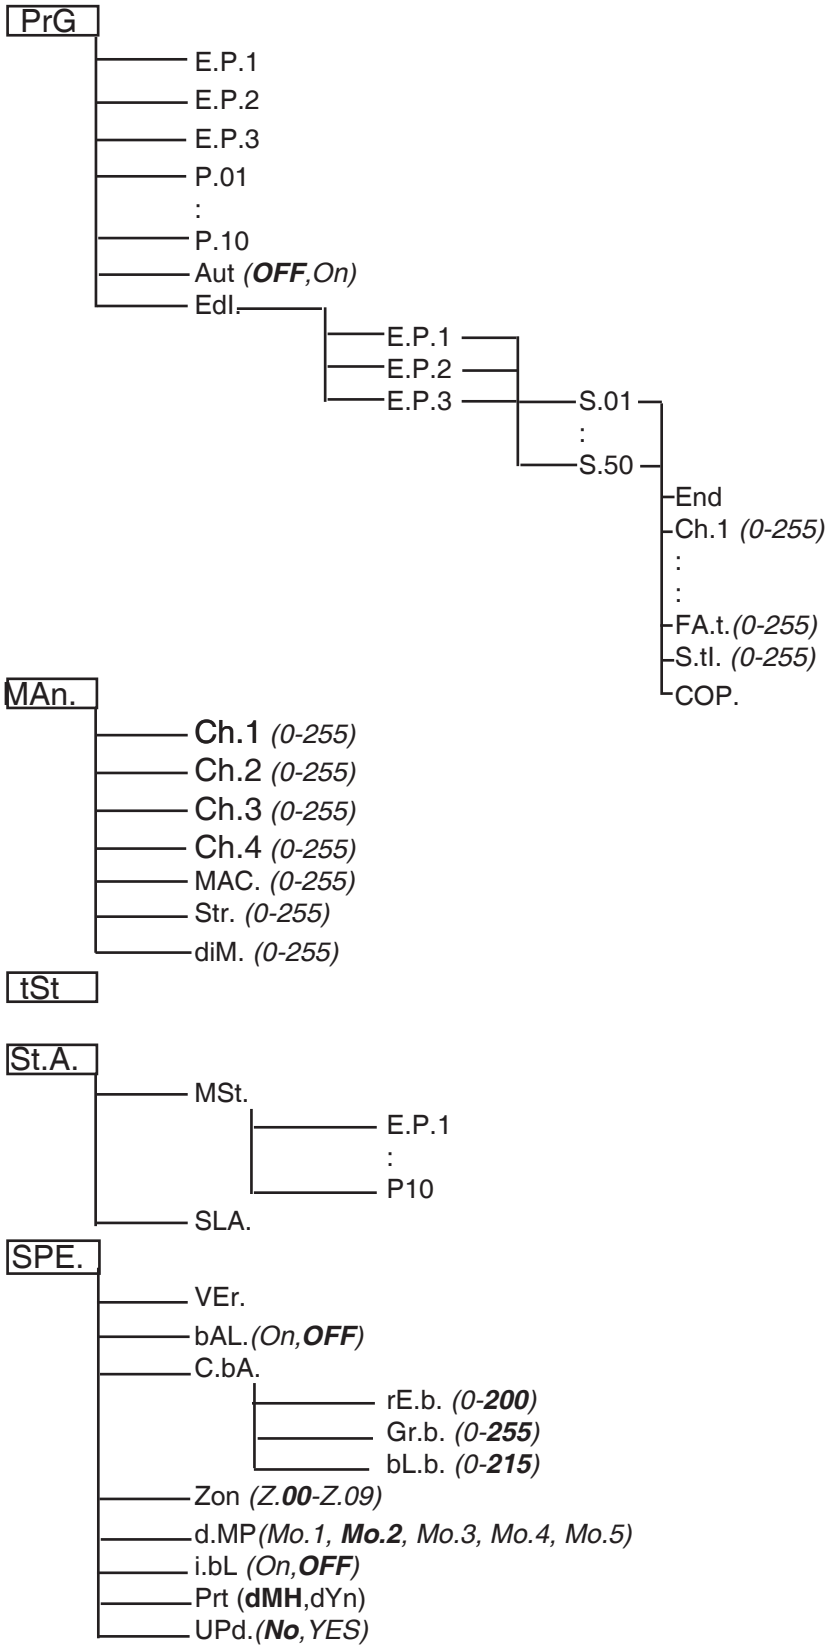 PrG
E.P.1
E.P.2
E.P.3
P.01
:
P.10
Aut (OFF,On)
EdI.
E.P.1
E.P.2
E.P.3
S.01
:
S.50
End
Ch.1 (0-255)
:
:
FA.t.(0-255)
S.tI. (0-255)
COP.
MAn.
Ch.1 (0-255)
Ch.2 (0-255)
Ch.3 (0-255)
Ch.4 (0-255)
MAC. (0-255)
Str. (0-255)
diM. (0-255)
tSt
St.A.
MSt.
E.P.1
:
P10
SLA.
SPE.
VEr.
bAL.(On,OFF)
C.bA.
rE.b. (0-200)
Gr.b. (0-255)
bL.b. (0-215)
Zon (Z.00-Z.09)
d.MP(Mo.1, Mo.2, Mo.3, Mo.4, Mo.5)
i.bL (On,OFF)
Prt (dMH,dYn)
UPd.(No,YES)